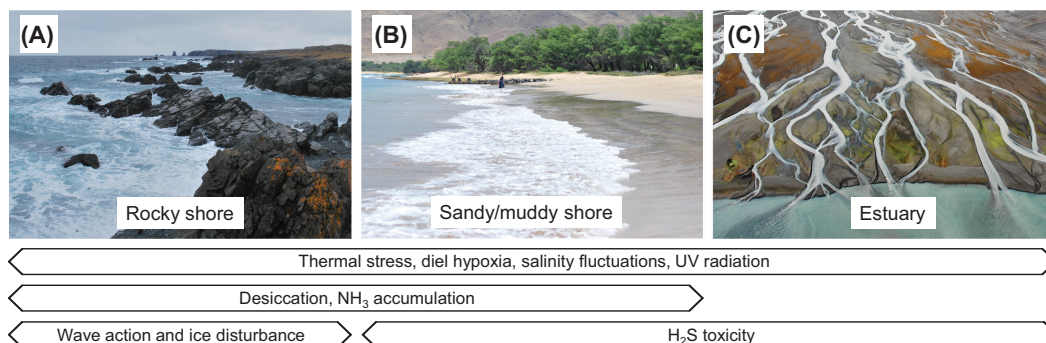 (A)
(B)
(C)
Rocky shore
Sandy/muddy shore
Estuary
Thermal stress, diel hypoxia, salinity fluctuations, UV radiation
Desiccation, NH₃ accumulation
Wave action and ice disturbance
H₂S toxicity